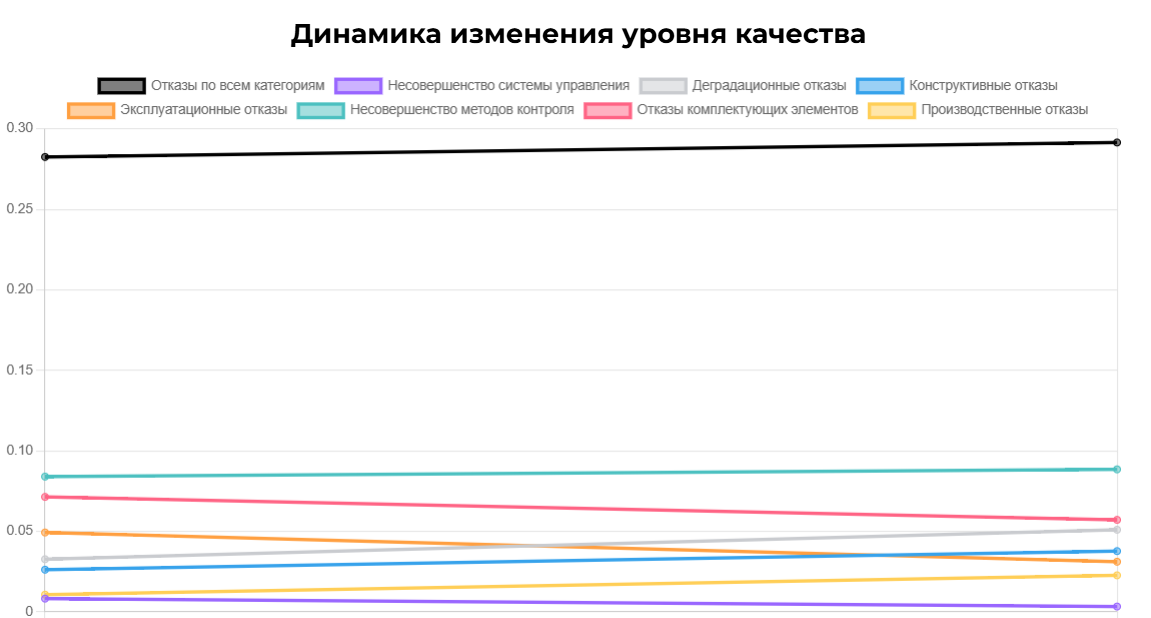 Динамика изменения уровня качества
Отказы по всем категориям Несовершенство системы управления Деградационные отказы Конструктивные отказы
Эксплуатационные отказы Несовершенство методов контроля Отказы комплектующих элементов Производственные отказы
0.30
0.25
0.20
0.15
0.10
0.05
0